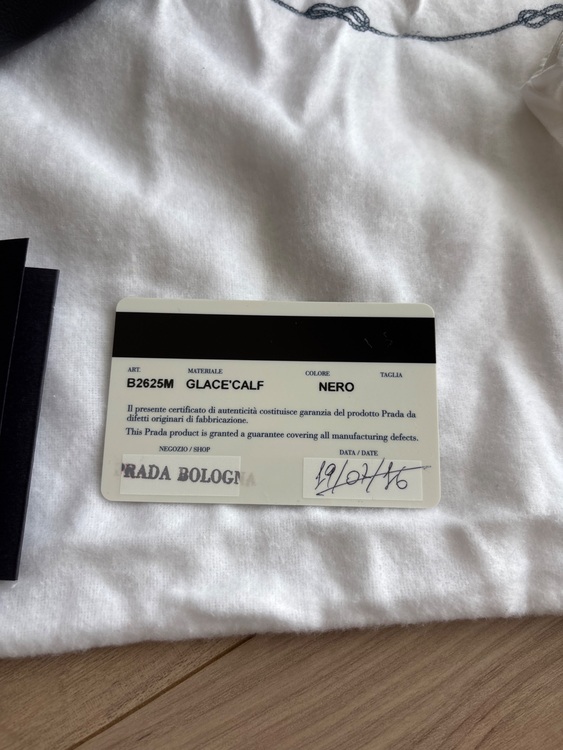 ART. MATERIALE COLORE TAGLIA
B2625M GLACE'CALF NERO
Il presente certificato di autenticità costituisce garanzia del prodotto Prada da
difetti originari di fabbricazione.
This Prada product is granted a guarantee covering all manufacturing defects.
NEGOZIO / SHOP DATA / DATE
PRADA BOLOGNA 19/07/16